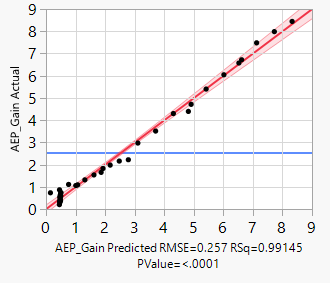 9
8
7
6
5
4
3
2
1
0
AEP_Gain Actual
0 1 2 3 4 5 6 7 8 9
AEP_Gain Predicted RMSE=0.257 RSq=0.99145
PValue=<.0001